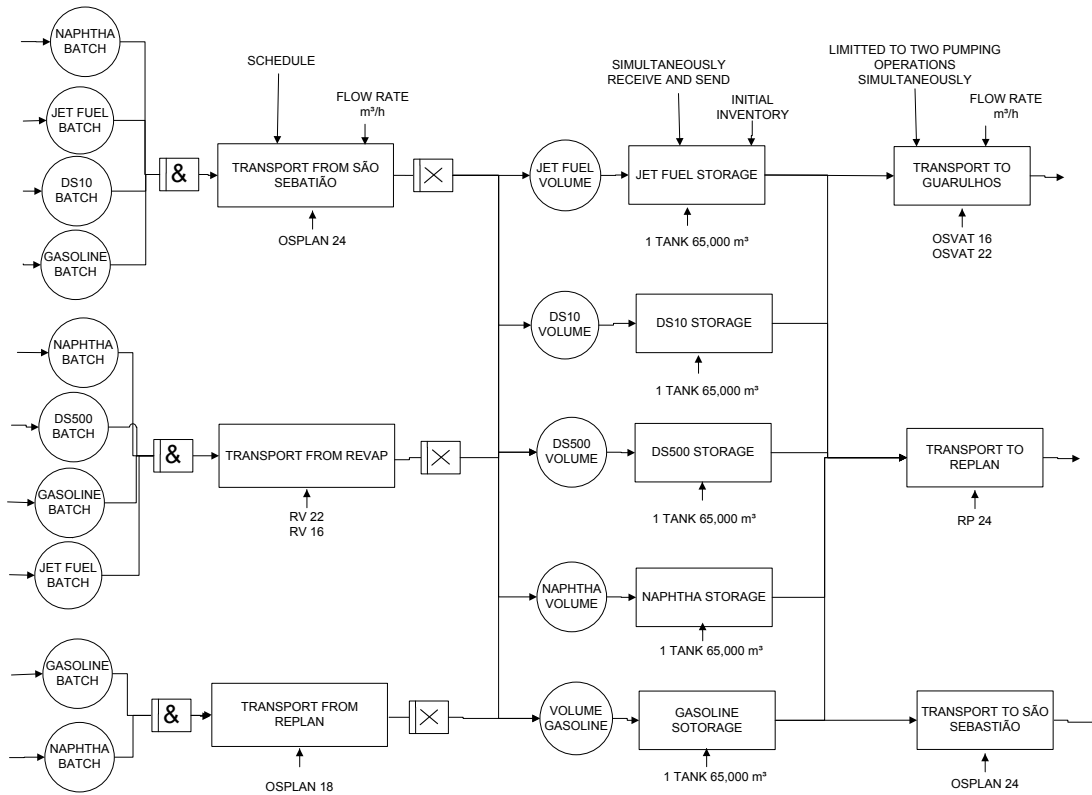 NAPHTHA
BATCH
JET FUEL
BATCH
DS10
BATCH
GASOLINE
BATCH
&
SCHEDULE
FLOW RATE
m³/h
TRANSPORT FROM SÃO
SEBATIÃO
OSPLAN 24
JET FUEL
VOLUME
SIMULTANEOUSLY
RECEIVE AND SEND
INITIAL
INVENTORY
JET FUEL STORAGE
1 TANK 65,000 m³
LIMITTED TO TWO PUMPING
OPERATIONS
SIMULTANEOUSLY
FLOW RATE
m³/h
TRANSPORT TO
GUARULHOS
OSVAT 16
OSVAT 22
DS10
VOLUME
DS10 STORAGE
1 TANK 65,000 m³
NAPHTHA
BATCH
DS500
BATCH
GASOLINE
BATCH
JET FUEL
BATCH
&
TRANSPORT FROM REVAP
RV 22
RV 16
DS500
VOLUME
DS500 STORAGE
1 TANK 65,000 m³
TRANSPORT TO
REPLAN
RP 24
NAPHTHA
VOLUME
NAPHTHA STORAGE
1 TANK 65,000 m³
GASOLINE
BATCH
NAPHTHA
BATCH
&
TRANSPORT FROM
REPLAN
OSPLAN 18
VOLUME
GASOLINE
GASOLINE
SOTORAGE
1 TANK 65,000 m³
TRANSPORT TO SÃO
SEBASTIÃO
OSPLAN 24